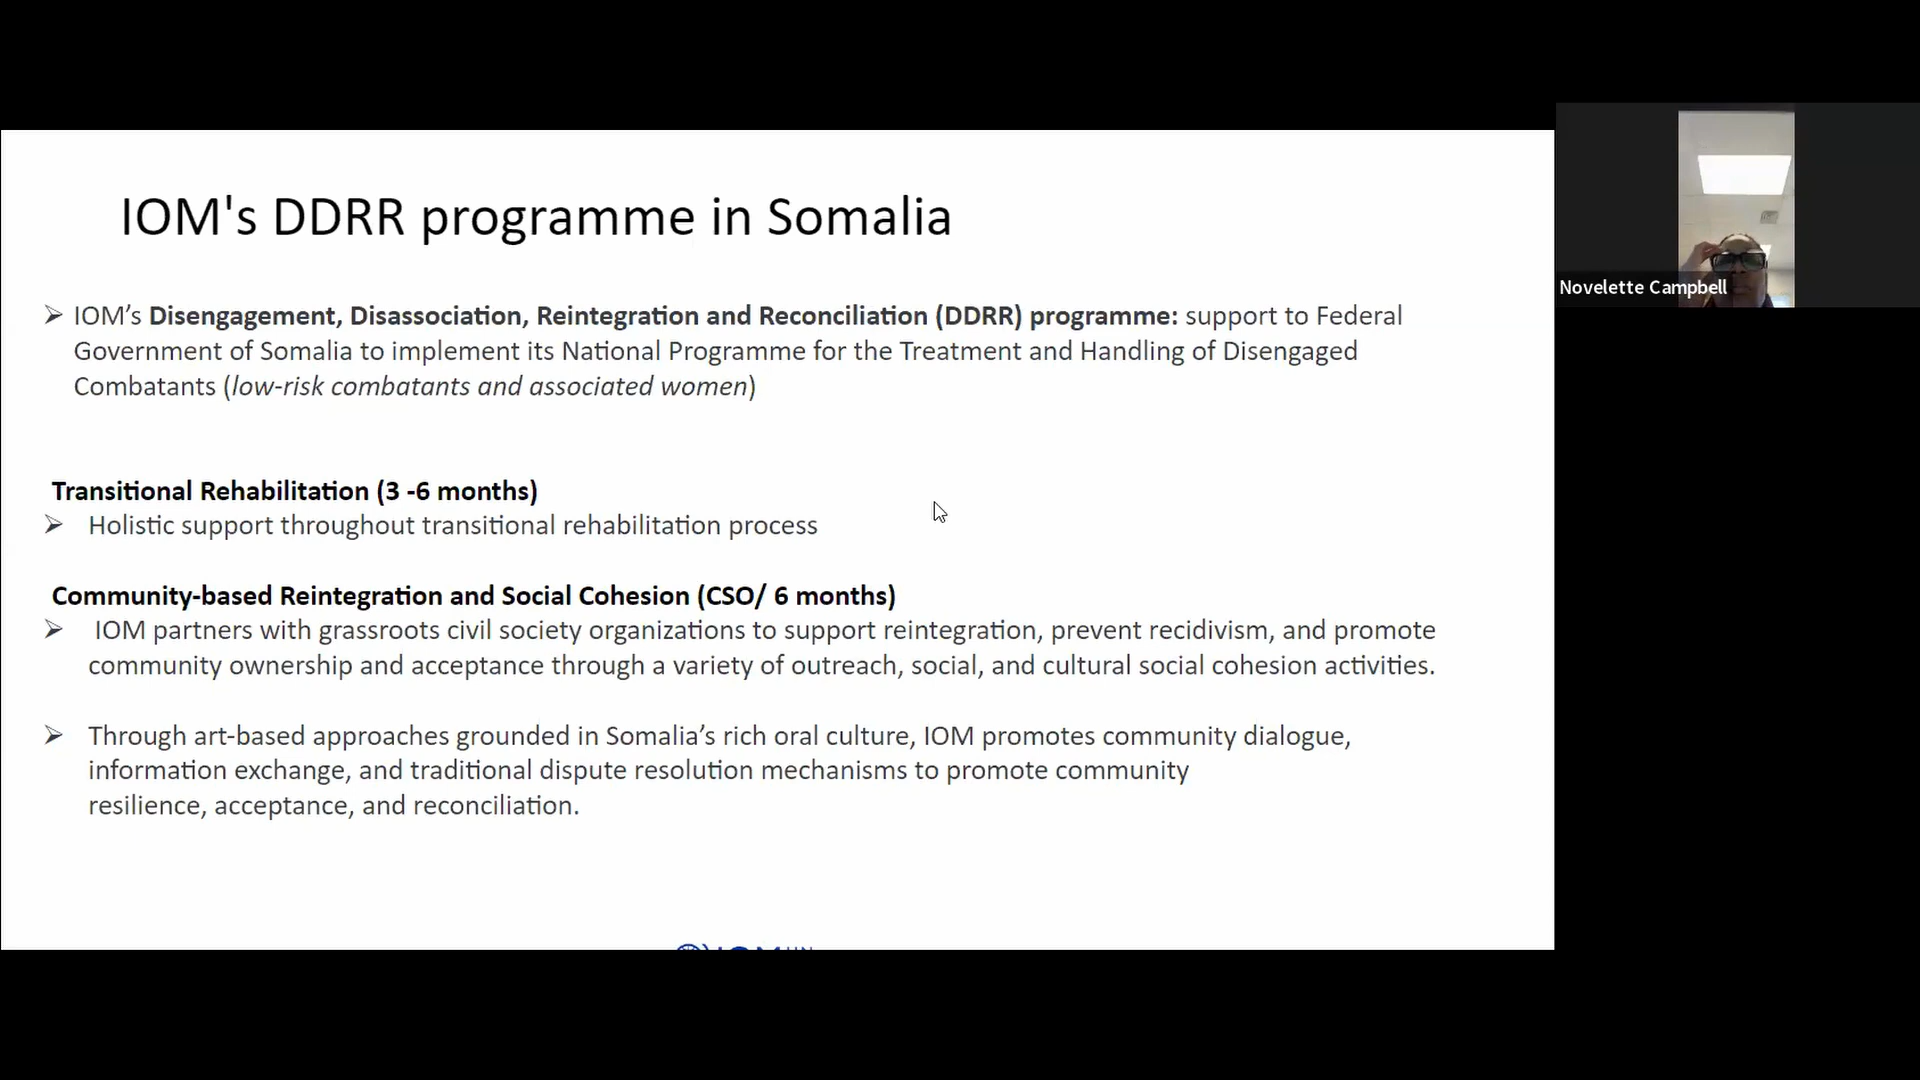 IOM's DDRR programme in Somalia
➢ IOM’s Disengagement, Disassociation, Reintegration and Reconciliation (DDRR) programme: support to Federal
Government of Somalia to implement its National Programme for the Treatment and Handling of Disengaged
Combatants (low-risk combatants and associated women)
Transitional Rehabilitation (3 -6 months)
➢ Holistic support throughout transitional rehabilitation process
Community-based Reintegration and Social Cohesion (CSO/ 6 months)
➢ IOM partners with grassroots civil society organizations to support reintegration, prevent recidivism, and promote
community ownership and acceptance through a variety of outreach, social, and cultural social cohesion activities.
➢ Through art-based approaches grounded in Somalia’s rich oral culture, IOM promotes community dialogue,
information exchange, and traditional dispute resolution mechanisms to promote community
resilience, acceptance, and reconciliation.
Novelette Campbell